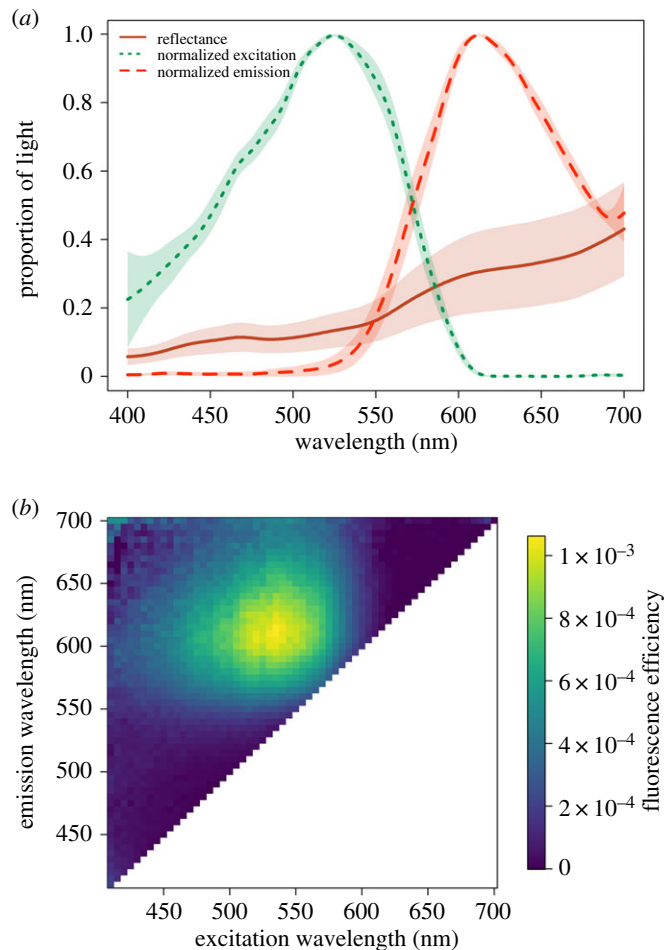 (a)
1.0
0.8
0.6
0.4
0.2
0
proportion of light
reflectance
normalized excitation
normalized emission
400 450 500 550 600 650 700
wavelength (nm)
(b)
700
650
600
550
500
450
emission wavelength (nm)
450 500 550 600 650 700
excitation wavelength (nm)
1 × 10⁻³
8 × 10⁻⁴
6 × 10⁻⁴
4 × 10⁻⁴
2 × 10⁻⁴
0
fluorescence efficiency